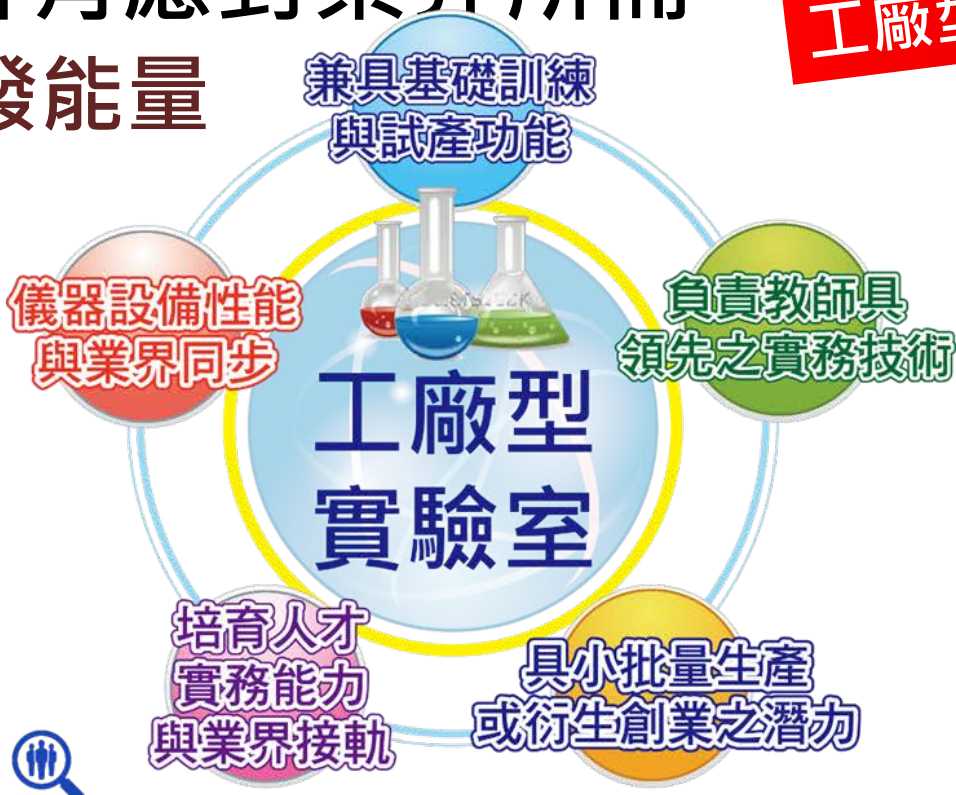 發能量
工廠型
兼具基礎訓練
與試產功能
儀器設備性能
與業界同步
負責教師具
領先之實務技術
工廠型
實驗室
培育人才
實務能力
與業界接軌
具小批量生產
或衍生創業之潛力